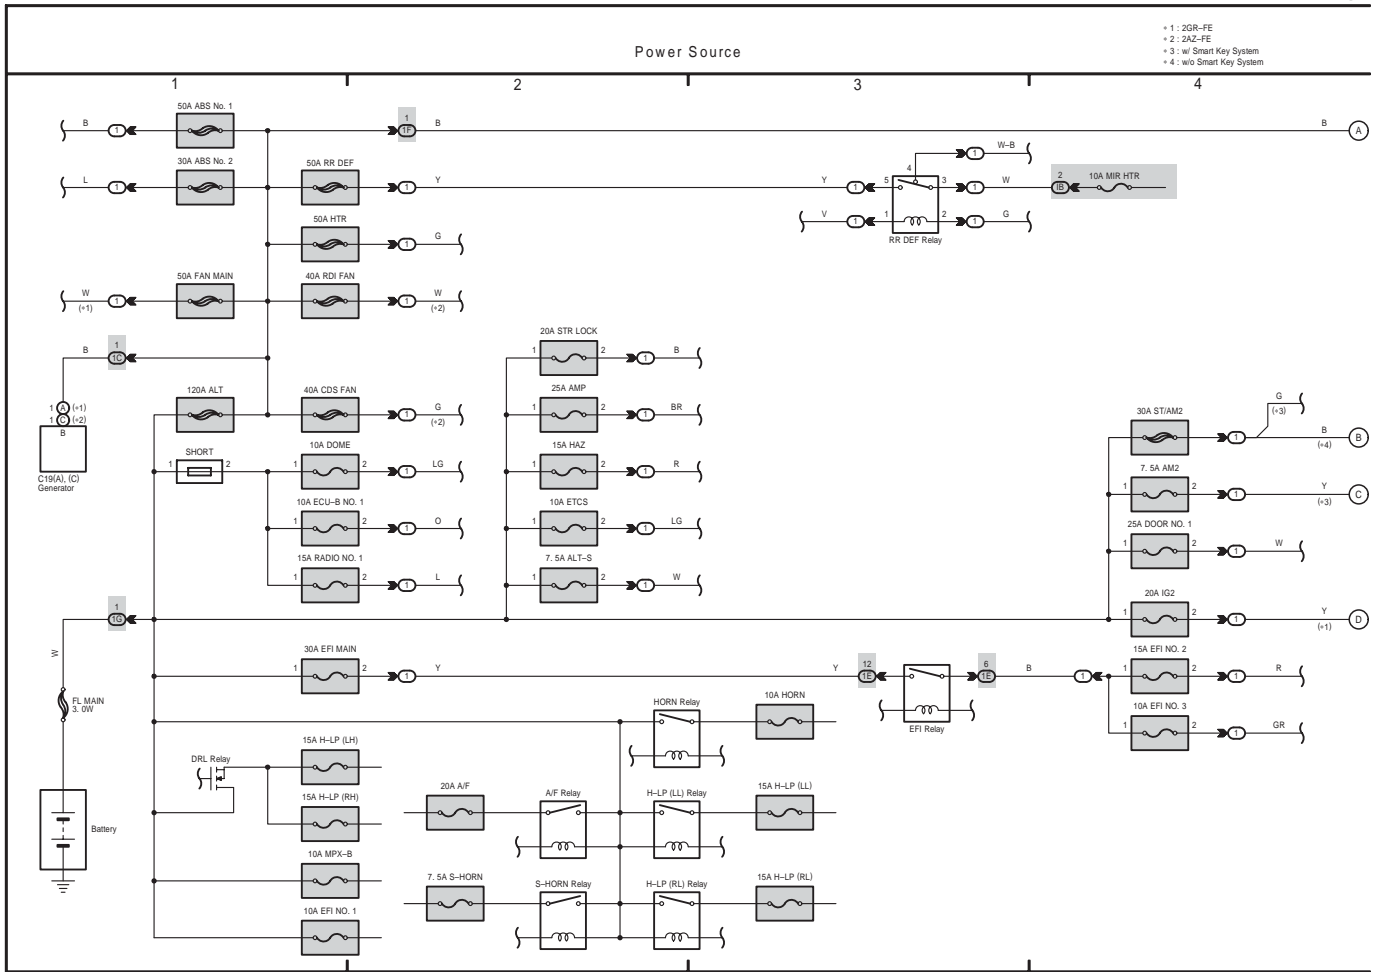 Power Source
* 1 : 2GR–FE
* 2 : 2AZ–FE
* 3 : w/ Smart Key System
* 4 : w/o Smart Key System
1 2 3 4
50A ABS No. 1
B 1 1 1F B B A
30A ABS No. 2 50A RR DEF
L 1 1 Y Y 1 5 4 3 1 W 2 IB 10A MIR HTR
1 W–B
V 1 1 2 1 G
RR DEF Relay
50A HTR
1 G
50A FAN MAIN 40A RDI FAN
W (*1) 1 1 W (*2)
B 1 1C
20A STR LOCK
1 2 1 B
120A ALT 40A CDS FAN
1 G (*2)
25A AMP
1 2 1 BR
1 A (*1)
1 C (*2)
B
C19(A), (C)
Generator
SHORT
1 2
10A DOME
1 2 1 LG
15A HAZ
1 2 1 R
10A ECU–B NO. 1
1 2 1 O
10A ETCS
1 2 1 LG
15A RADIO NO. 1
1 2 1 L
7. 5A ALT–S
1 2 1 W
30A ST/AM2
1 G (*3)
B (*4) B
7. 5A AM2
1 2 1 Y (*3) C
25A DOOR NO. 1
1 2 1 W
20A IG2
1 2 1 Y (*1) D
1 1G
W
FL MAIN
3. 0W
Battery
30A EFI MAIN
1 2 1 Y Y 12 1E 6 1E B 1
EFI Relay
15A EFI NO. 2
1 2 1 R
10A EFI NO. 3
1 2 1 GR
HORN Relay 10A HORN
DRL Relay
15A H–LP (LH)
15A H–LP (RH)
20A A/F A/F Relay H–LP (LL) Relay 15A H–LP (LL)
10A MPX–B
7. 5A S–HORN S–HORN Relay H–LP (RL) Relay 15A H–LP (RL)
10A EFI NO. 1